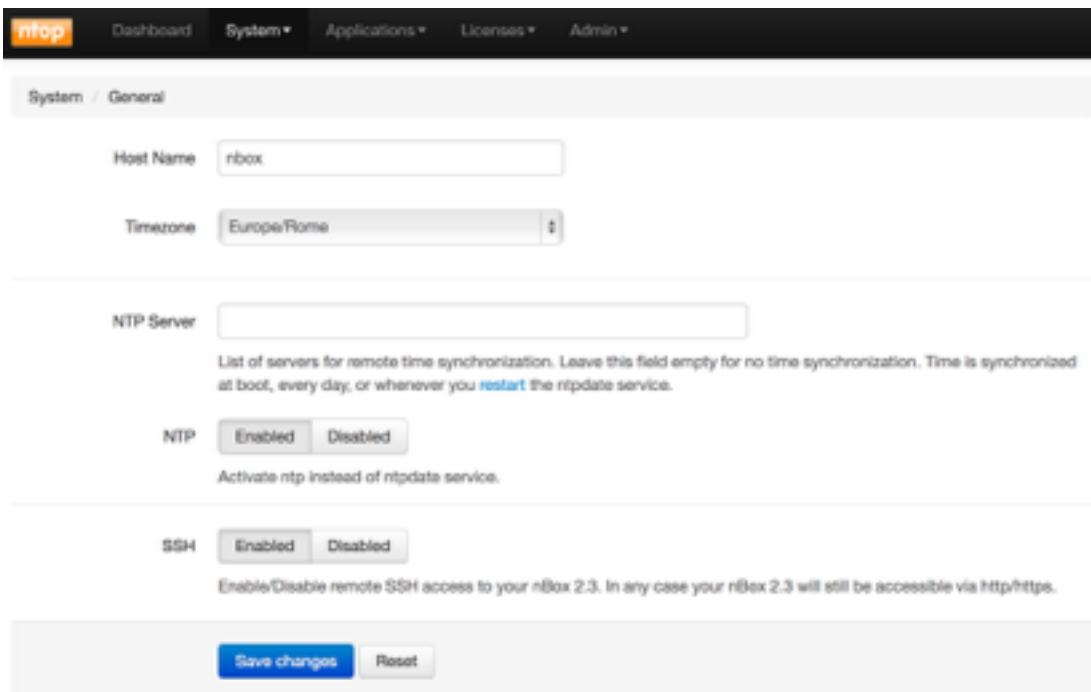 ntop Dashboard System Applications Licenses Admin
System / General
Host Name nbox
Timezone Europe/Rome
NTP Server
List of servers for remote time synchronization. Leave this field empty for no time synchronization. Time is synchronized
at boot, every day, or whenever you restart the ntpdate service.
NTP Enabled Disabled
Activate ntp instead of ntpdate service.
SSH Enabled Disabled
Enable/Disable remote SSH access to your nBox 2.3. In any case your nBox 2.3 will still be accessible via http/https.
Save changes Reset